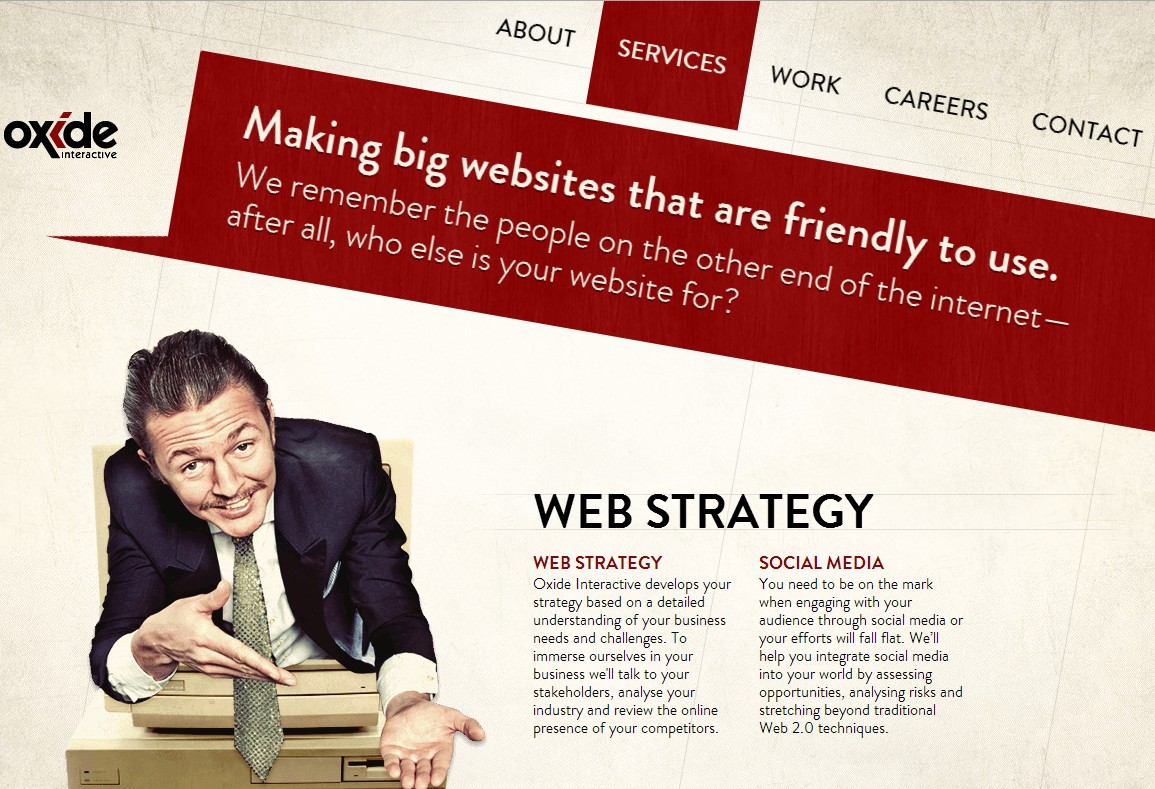 ABOUT
SERVICES
WORK
CAREERS
CONTACT
oxide
interactive
Making big websites that are friendly to use.
We remember the people on the other end of the internet—
after all, who else is your website for?
WEB STRATEGY
WEB STRATEGY
Oxide Interactive develops your
strategy based on a detailed
understanding of your business
needs and challenges. To
immerse ourselves in your
business we'll talk to your
stakeholders, analyse your
industry and review the online
presence of your competitors.
SOCIAL MEDIA
You need to be on the mark
when engaging with your
audience through social media or
your efforts will fall flat. We'll
help you integrate social media
into your world by assessing
opportunities, analysing risks and
stretching beyond traditional
Web 2.0 techniques.